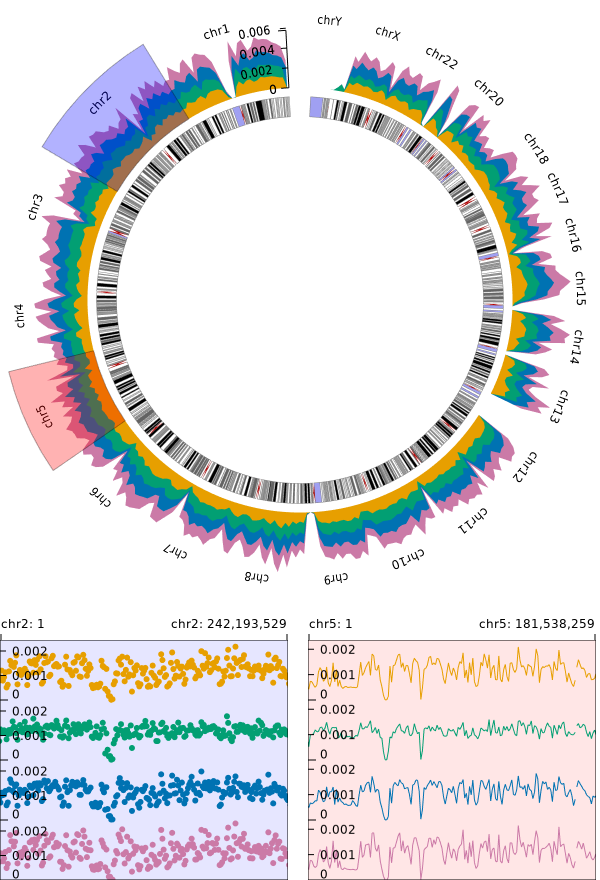 chrY
chr1
0.006
chrX
0.004
chr22
0.002
chr20
0
chr2
chr18
chr17
chr3
chr16
chr15
chr4
chr14
chr5
chr13
chr12
chr6
chr11
chr7
chr10
chr8
chr9
chr2: 1
chr2: 242,193,529
chr5: 1
chr5: 181,538,259
0.002
0.001
0
0.002
0.001
0
0.002
0.001
0
0.002
0.001
0
0.002
0.001
0
0.002
0.001
0
0.002
0.001
0
0.002
0.001
0